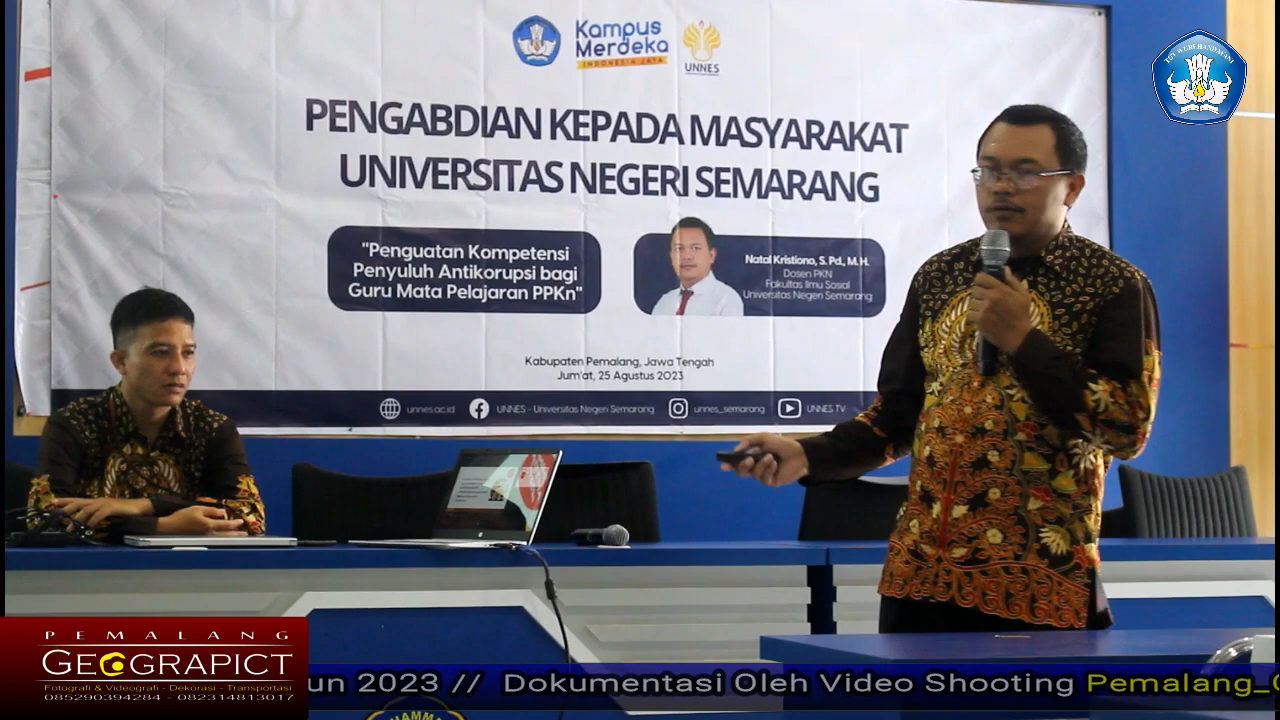 Kampus
Merdeka
INDONESIA JAYA
UNNES
TUT WURI HANDAYANI
PENGABDIAN KEPADA MASYARAKAT
UNIVERSITAS NEGERI SEMARANG
"Penguatan Kompetensi
Penyuluh Antikorupsi bagi
Guru Mata Pelajaran PPKn"
Natal Kristiono, S. Pd., M. H.
Dosen PKN
Fakultas Ilmu Sosial
Universitas Negeri Semarang
Kabupaten Pemalang, Jawa Tengah
Jum'at, 25 Agustus 2023
unnes.ac.id
UNNES - Universitas Negeri Semarang
unnes_semarang
UNNES TV
PEMALANG
GEOGRAPICT
Fotografi & Videografi - Dekorasi - Transportasi
085290394284 - 082314813017
un 2023 // Dokumentasi Oleh Video Shooting Pemalang_